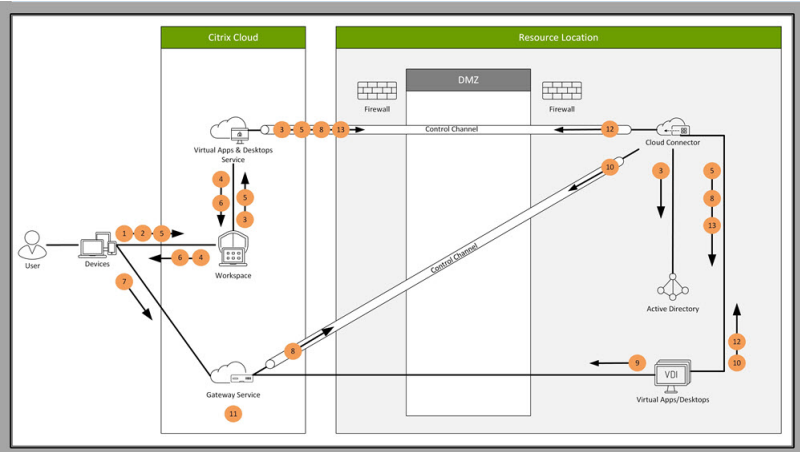 Citrix Cloud
Resource Location
DMZ
Firewall
Firewall
3 5 8 13
Control Channel
12
Virtual Apps & Desktops
Service
Cloud Connector
4
6
5
3
10
3
5
8
13
1 2 5
User
Devices
6 4
Workspace
7
Control Channel
Active Directory
8
12
10
9
VDI
Gateway Service
Virtual Apps/Desktops
11